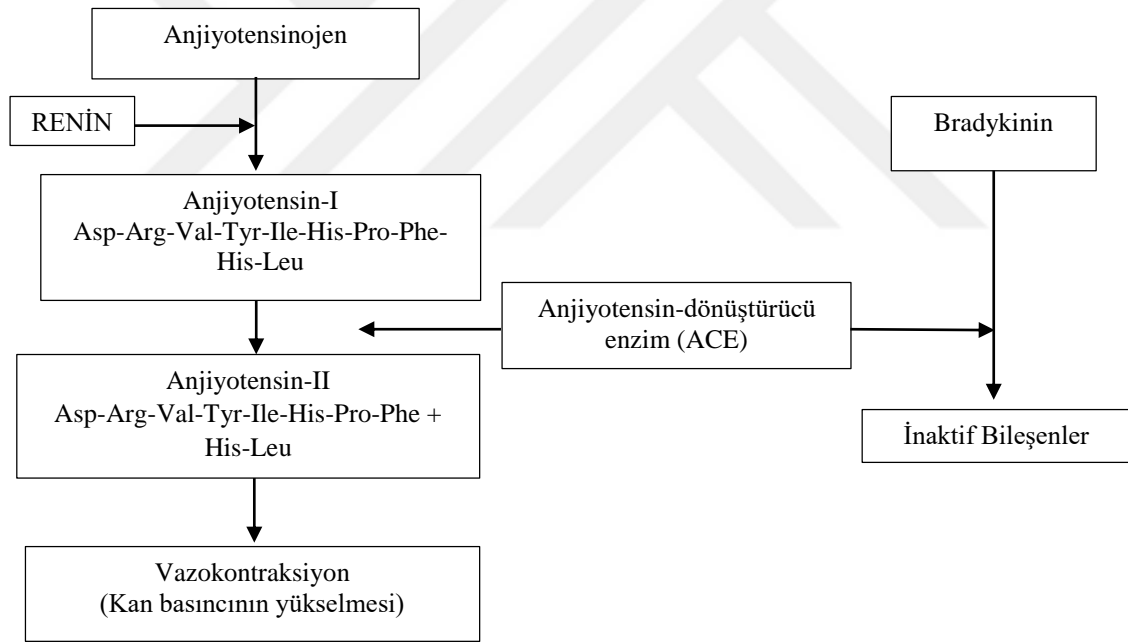 Anjiyotensinojen
RENİN
Bradykinin
Anjiyotensin-I
Asp-Arg-Val-Tyr-Ile-His-Pro-Phe-
His-Leu
Anjiyotensin-dönüştürücü
enzim (ACE)
Anjiyotensin-II
Asp-Arg-Val-Tyr-Ile-His-Pro-Phe +
His-Leu
İnaktif Bileşenler
Vazokontraksiyon
(Kan basıncının yükselmesi)